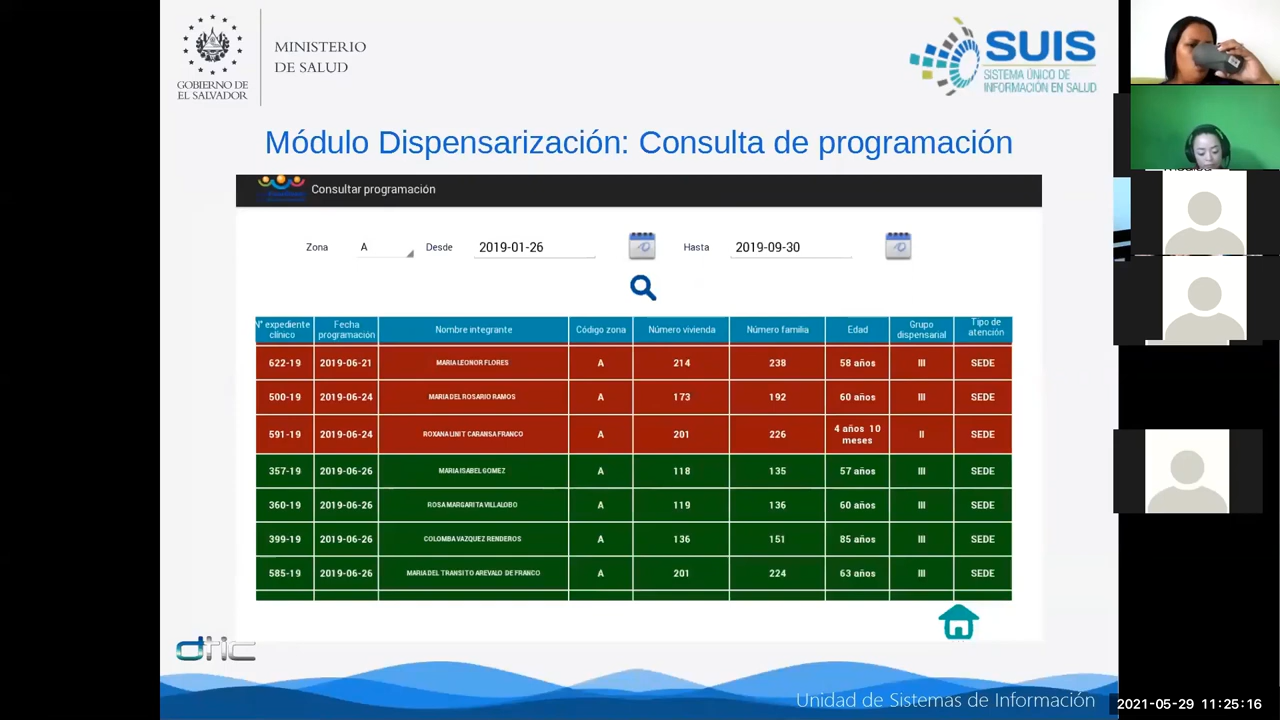 MINISTERIO
DE SALUD
GOBIERNO DE
EL SALVADOR
SUIS
SISTEMA ÚNICO DE
INFORMACIÓN EN SALUD
Módulo Dispensarización: Consulta de programación
Consultar programación
Zona A Desde 2019-01-26 Hasta 2019-09-30
N° expediente clínico Fecha programación Nombre integrante Código zona Número vivienda Número familia Edad Grupo dispensarial Tipo de atención
622-19 2019-06-21 MARIA LEONOR FLORES A 214 238 58 años III SEDE
500-19 2019-06-24 MARIA DEL ROSARIO RAMOS A 173 192 60 años III SEDE
591-19 2019-06-24 ROXANA LINIT CARANSA FRANCO A 201 226 4 años 10 meses II SEDE
357-19 2019-06-26 MARIA ISABEL GOMEZ A 118 135 57 años III SEDE
360-19 2019-06-26 ROSA MARGARITA VILLALOBO A 119 136 60 años III SEDE
399-19 2019-06-26 COLOMBA VAZQUEZ RENDEROS A 136 151 85 años III SEDE
585-19 2019-06-26 MARIA DEL TRANSITO AREVALO DE FRANCO A 201 224 63 años III SEDE
dtic
Unidad de Sistemas de Información
2021-05-29 11:25:16